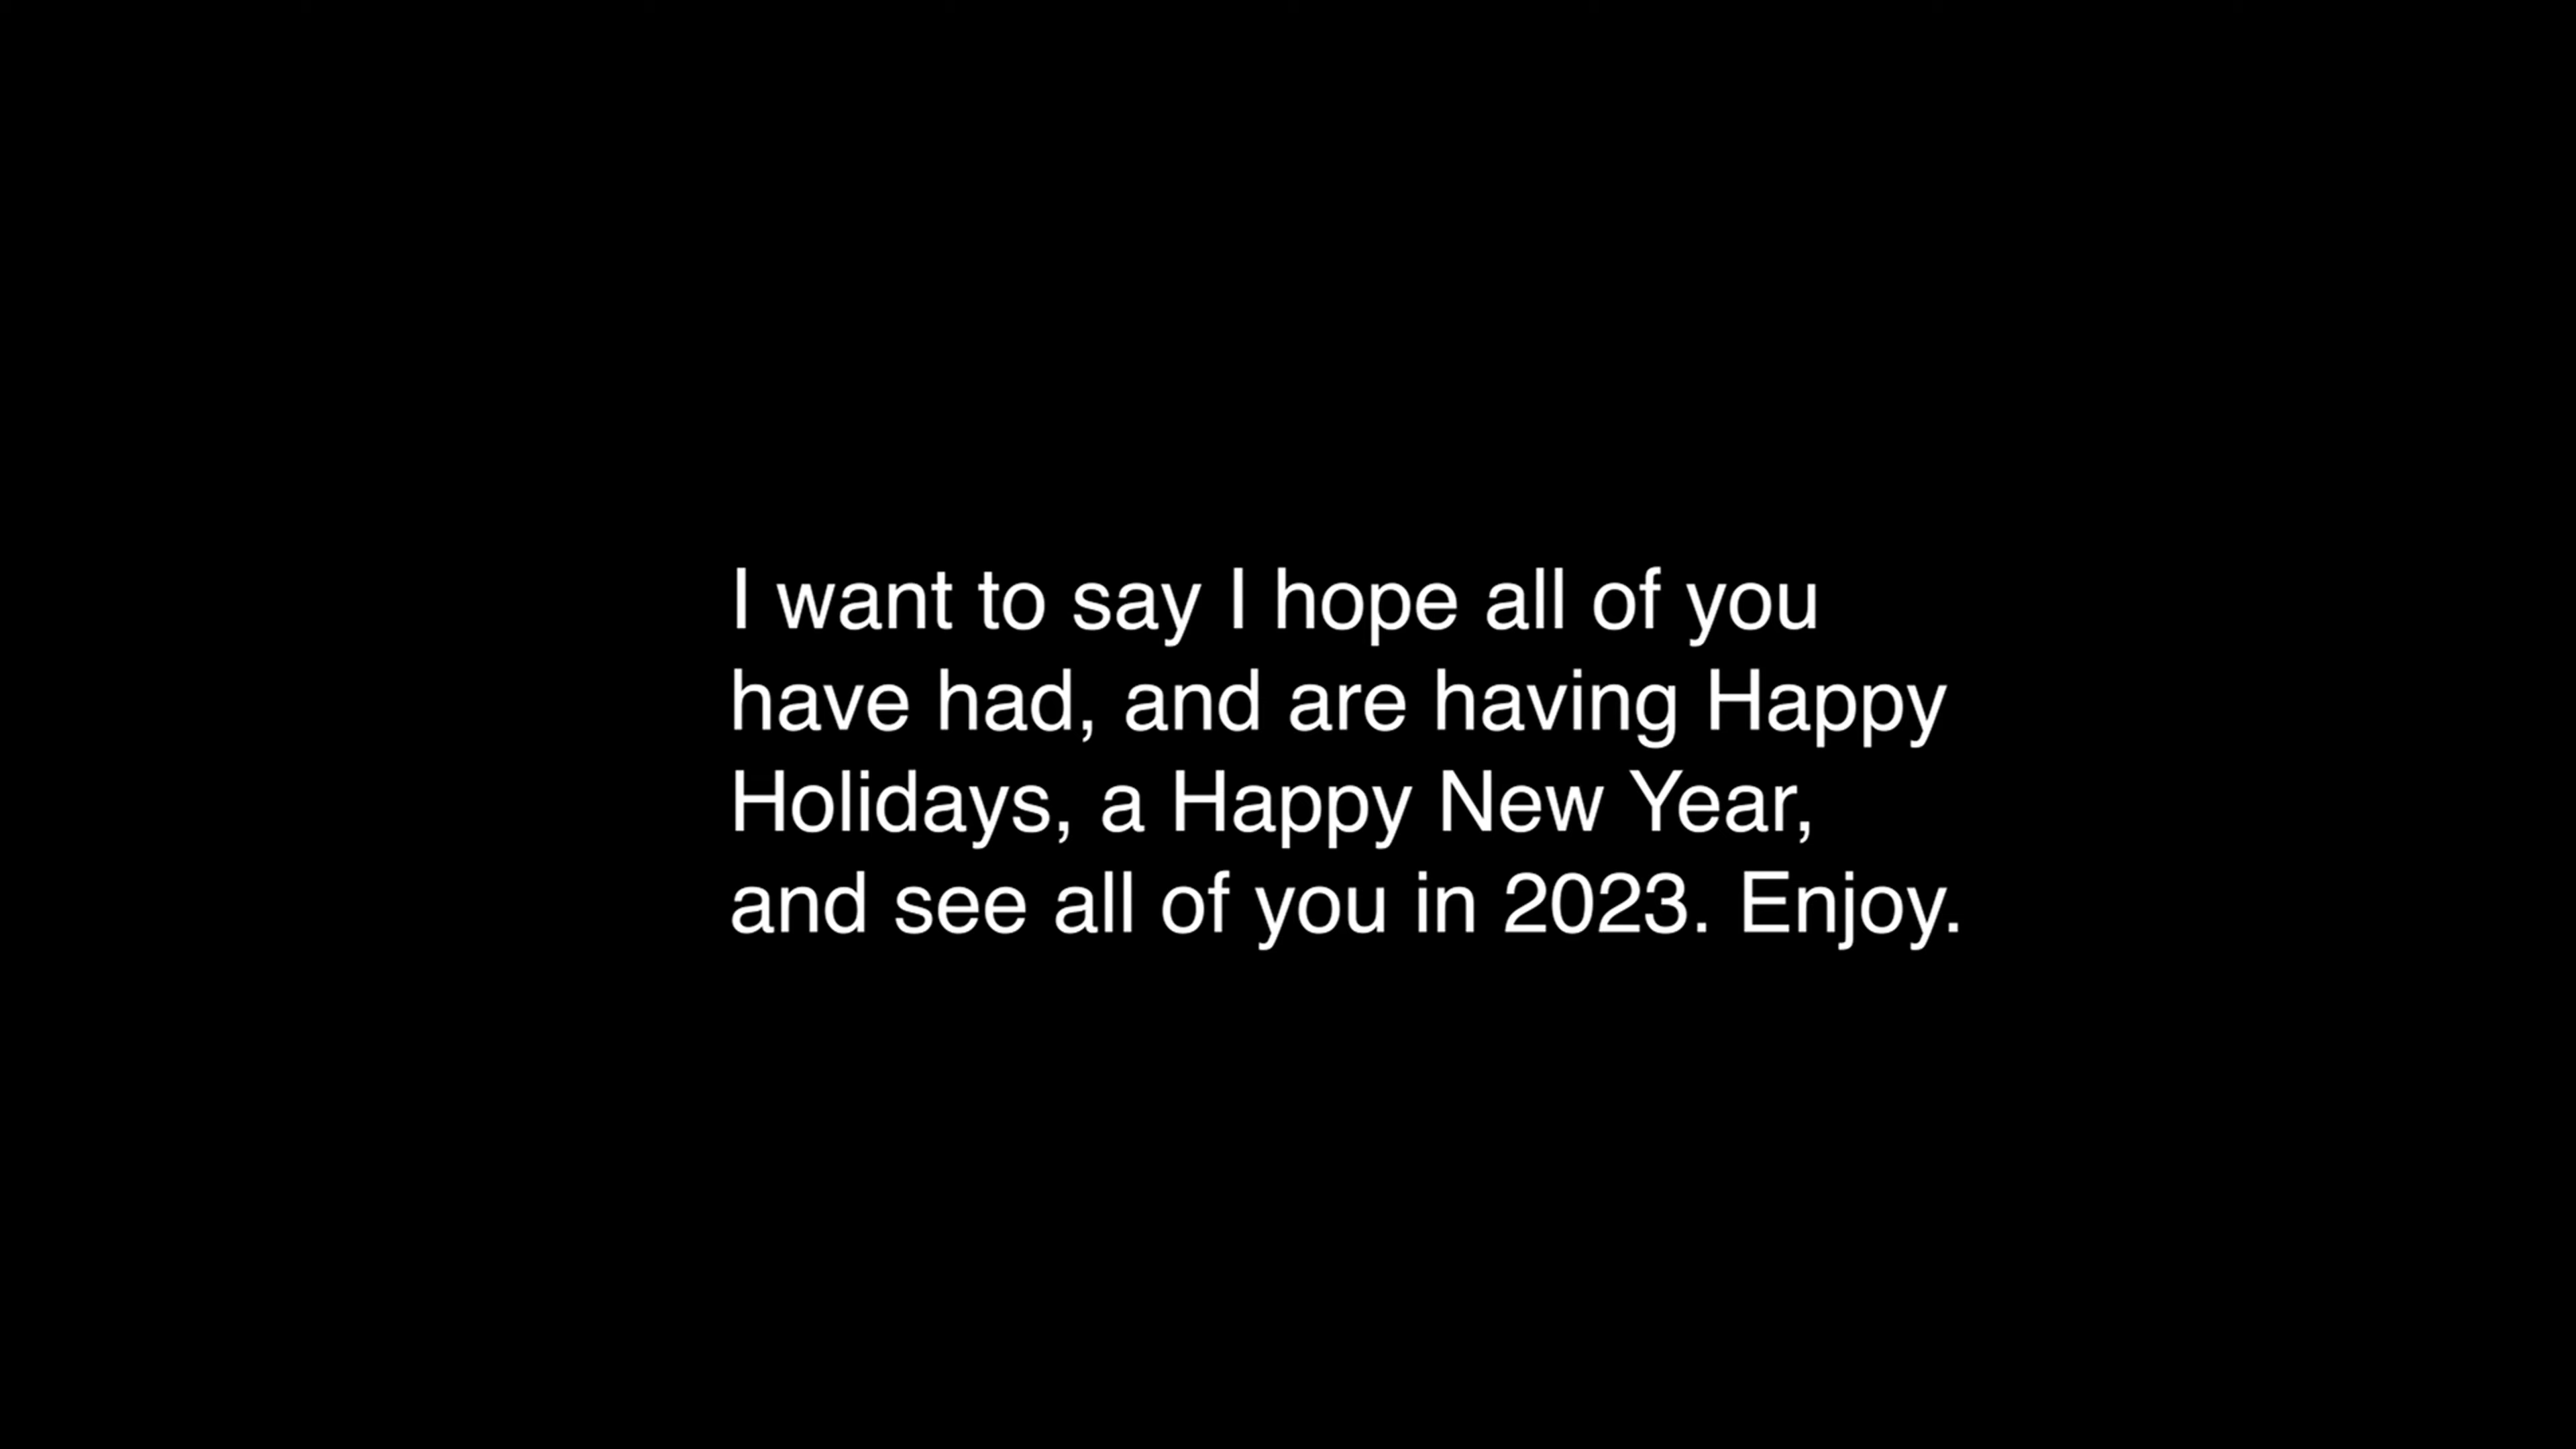 I want to say I hope all of you
have had, and are having Happy
Holidays, a Happy New Year,
and see all of you in 2023. Enjoy.